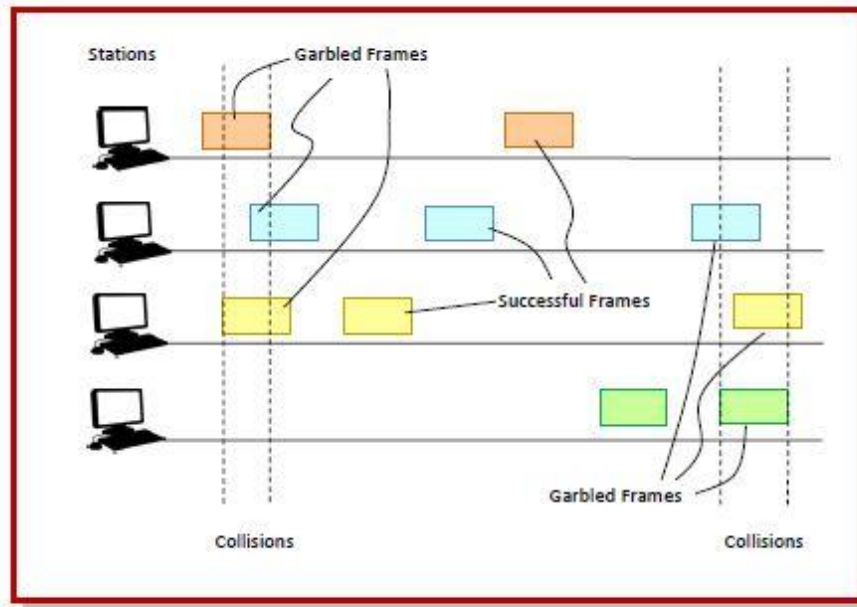 Stations
Garbled Frames
Successful Frames
Garbled Frames
Collisions
Collisions